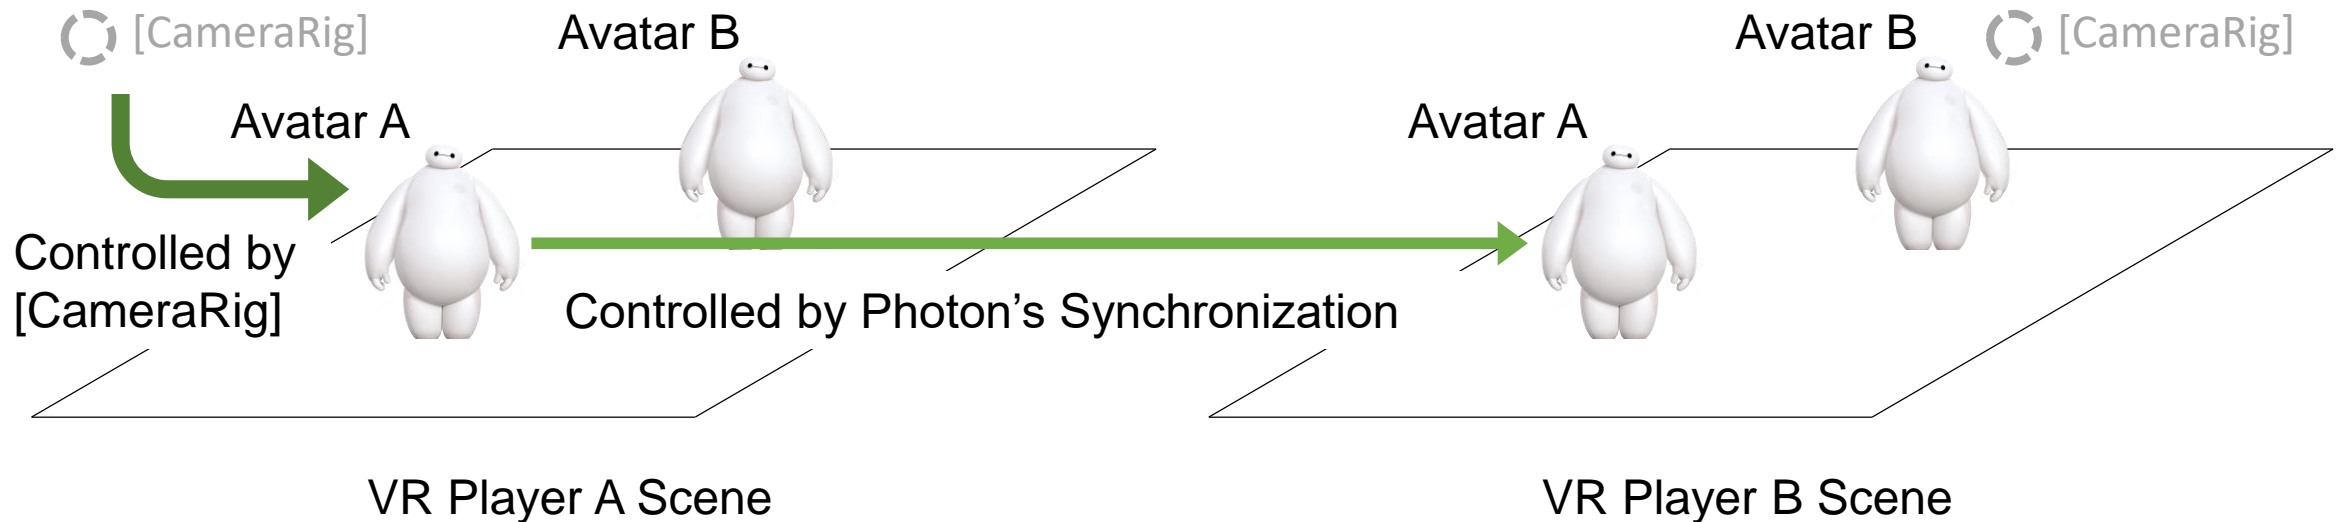 [CameraRig]
Avatar B
Avatar A
Controlled by
[CameraRig]
Controlled by Photon’s Synchronization
VR Player A Scene
Avatar B
[CameraRig]
Avatar A
VR Player B Scene